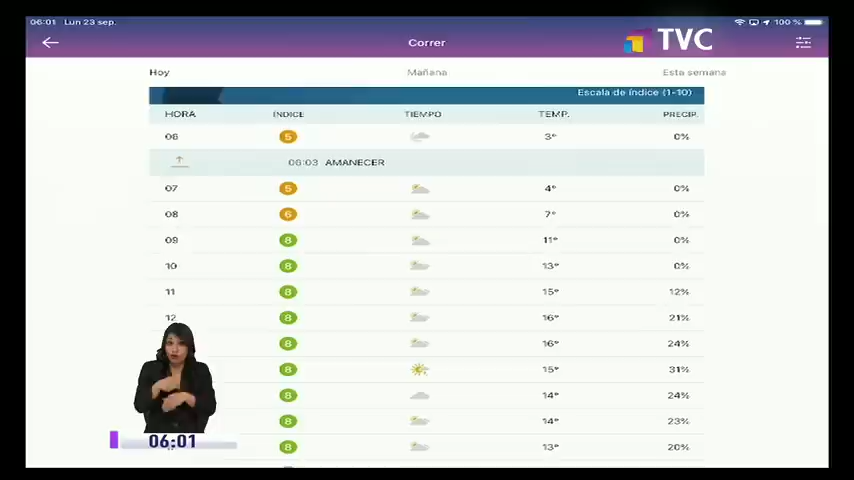 06:01 Lun 23 sep.
100 %
Correr
TVC
Hoy
Mañana
Esta semana
Escala de índice (1-10)
HORA ÍNDICE TIEMPO TEMP. PRECIP.
06 5 3° 0%
06:03 AMANECER
07 5 4° 0%
08 6 7° 0%
09 8 11° 0%
10 8 13° 0%
11 8 15° 12%
12 8 16° 21%
8 16° 24%
8 15° 31%
8 14° 24%
8 14° 23%
8 13° 20%
06:01